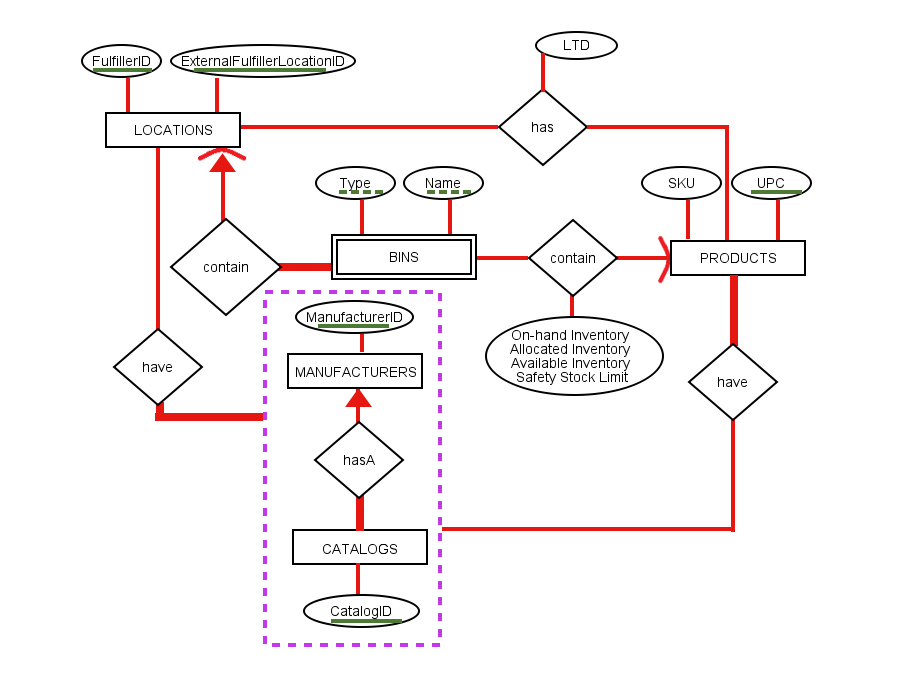 LTD
FulfillerID
ExternalFulfillerLocationID
LOCATIONS
has
Type
Name
SKU
UPC
contain
BINS
contain
PRODUCTS
ManufacturerID
On-hand Inventory
Allocated Inventory
Available Inventory
Safety Stock Limit
have
MANUFACTURERS
have
hasA
CATALOGS
CatalogID